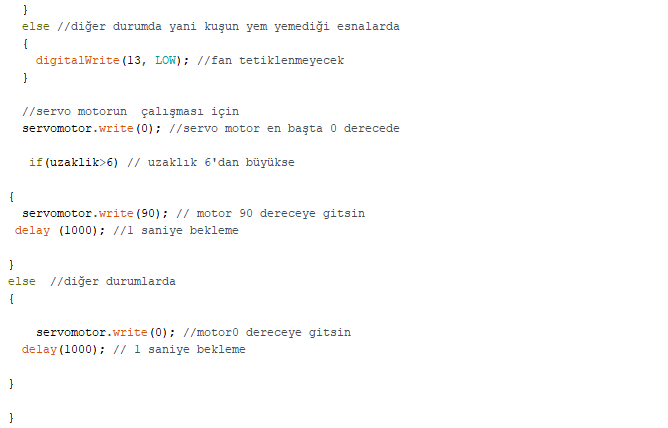 }
else //diğer durumda yani kuşun yem yemediği esnalarda
{
digitalWrite(13, LOW); //fan tetiklenmeyecek
}
//servo motorun  çalışması için
servomotor.write(0); //servo motor en başta 0 derecede
if(uzaklik>6) // uzaklık 6'dan büyükse
{
servomotor.write(90); // motor 90 dereceye gitsin
delay (1000); //1 saniye bekleme
}
else  //diğer durumlarda
{
servomotor.write(0); //motor0 dereceye gitsin
delay(1000); // 1 saniye bekleme
}
}